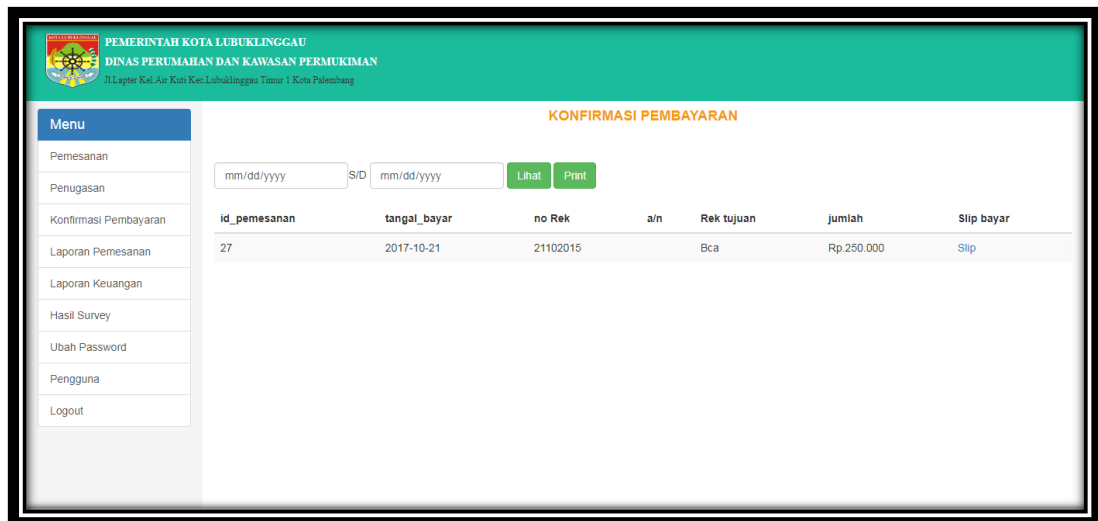 KOTA LUBUKLINGGAU
PEMERINTAH KOTA LUBUKLINGGAU
DINAS PERUMAHAN DAN KAWASAN PERMUKIMAN
Jl.Lapter Kel.Air Kuti Kec.Lubuklinggau Timur 1 Kota Palembang
Menu
Pemesanan
Penugasan
Konfirmasi Pembayaran
Laporan Pemesanan
Laporan Keuangan
Hasil Survey
Ubah Password
Pengguna
Logout
KONFIRMASI PEMBAYARAN
mm/dd/yyyy S/D mm/dd/yyyy Lihat Print
id_pemesanan tangal_bayar no Rek a/n Rek tujuan jumlah Slip bayar
27 2017-10-21 21102015 Bca Rp.250.000 Slip